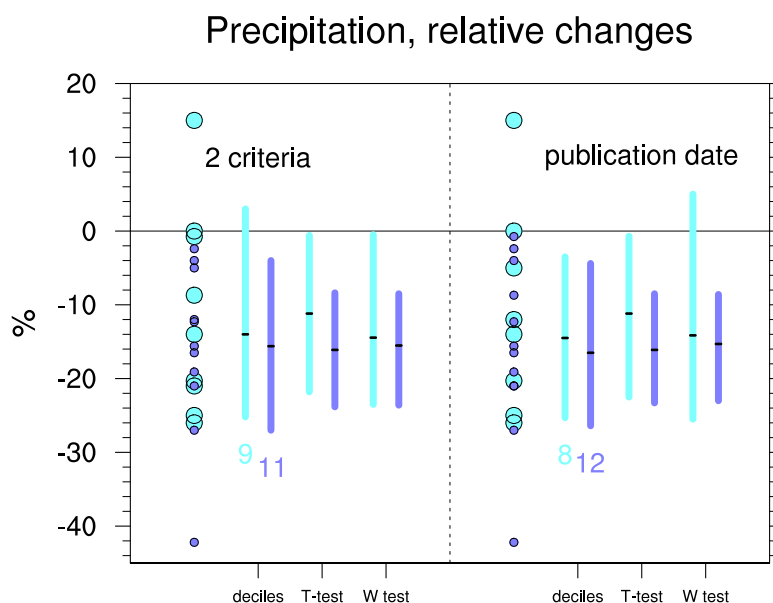 Precipitation, relative changes
20
10
0
-10
-20
-30
-40
%
2 criteria
publication date
9
11
8
12
deciles T-test W test
deciles T-test W test